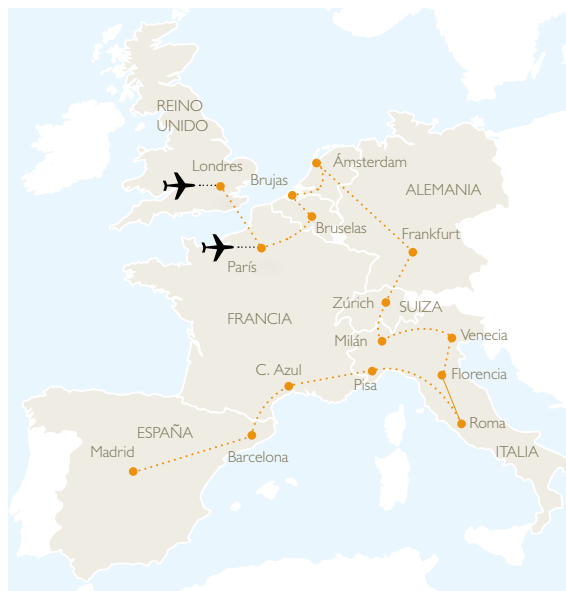 REINO
UNIDO
Londres
Ámsterdam
Brujas
ALEMANIA
Bruselas
Frankfurt
París
Zúrich
SUIZA
FRANCIA
Milán
Venecia
C. Azul
Pisa
Florencia
Roma
ESPAÑA
Madrid
Barcelona
ITALIA